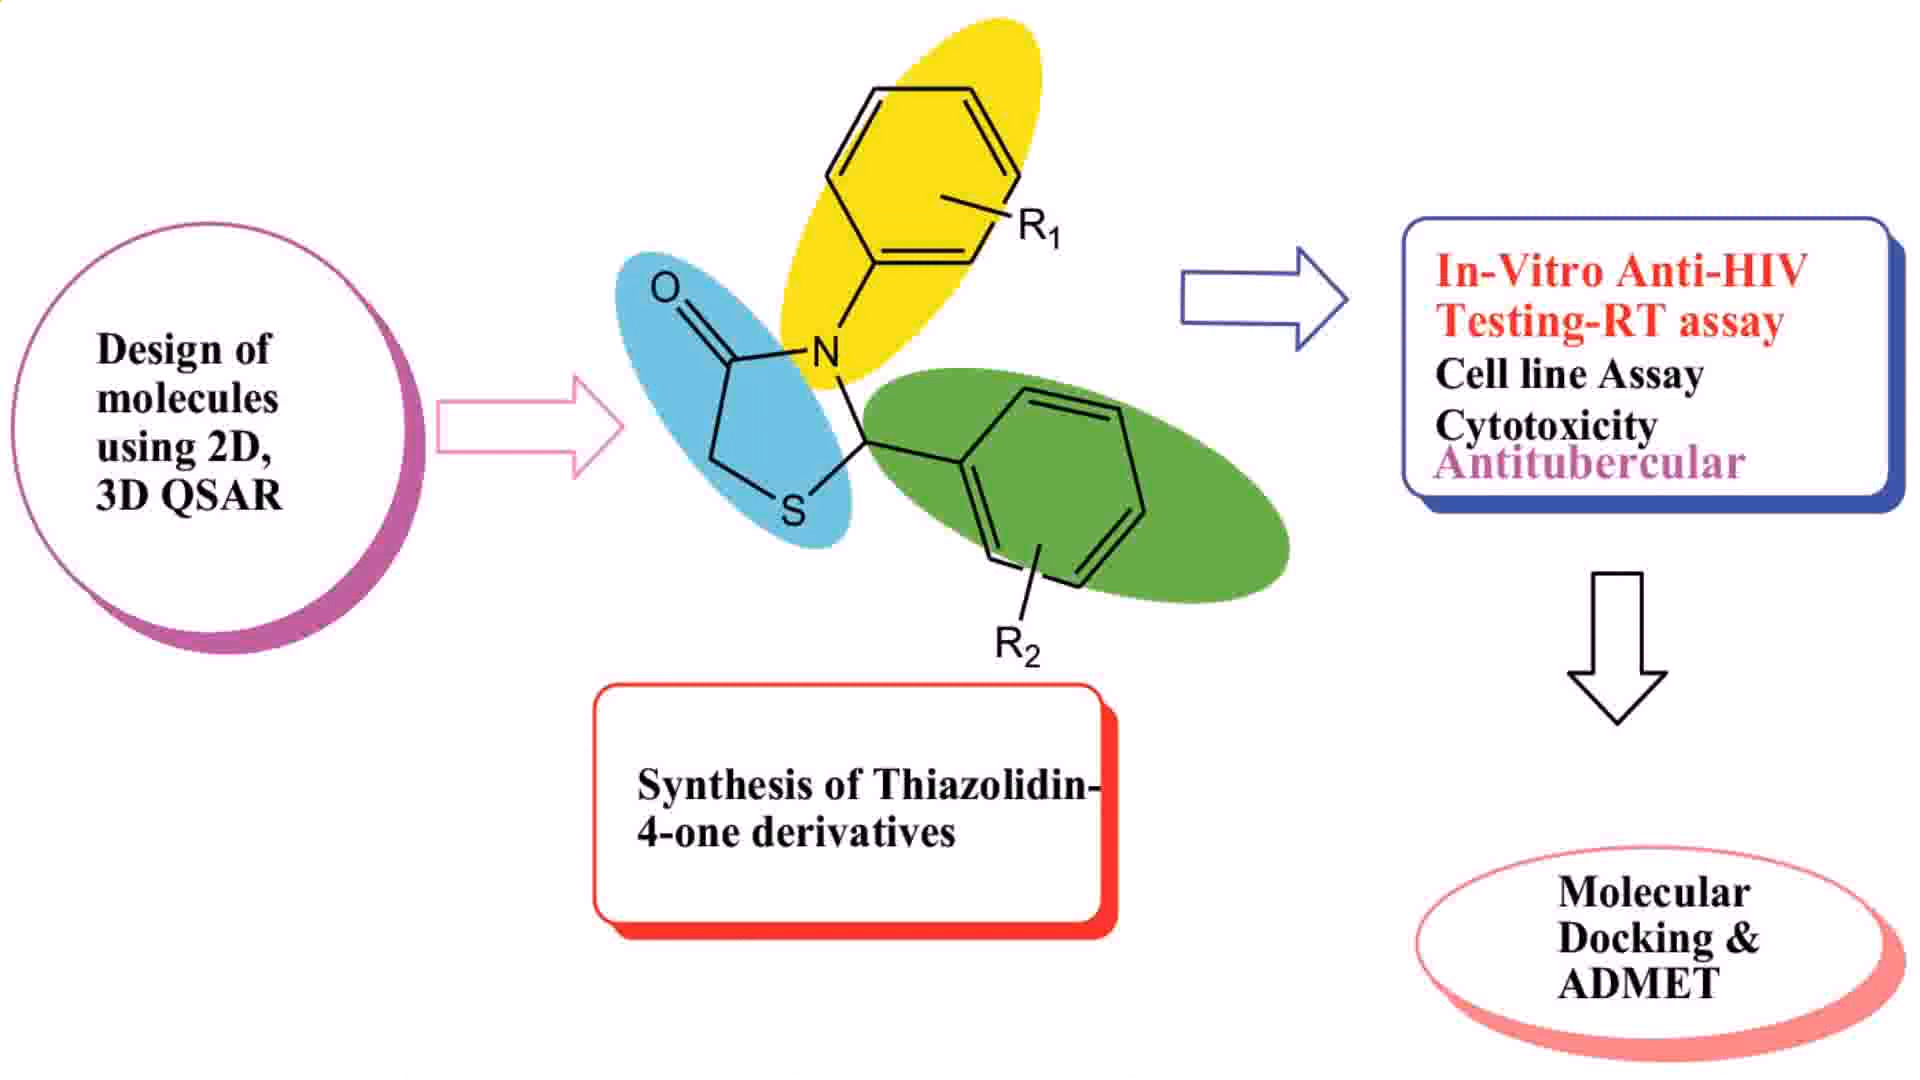 Design of
molecules
using 2D,
3D QSAR
O
N
S
R1
R2
Synthesis of Thiazolidin-
4-one derivatives
In-Vitro Anti-HIV
Testing-RT assay
Cell line Assay
Cytotoxicity
Antitubercular
Molecular
Docking &
ADMET